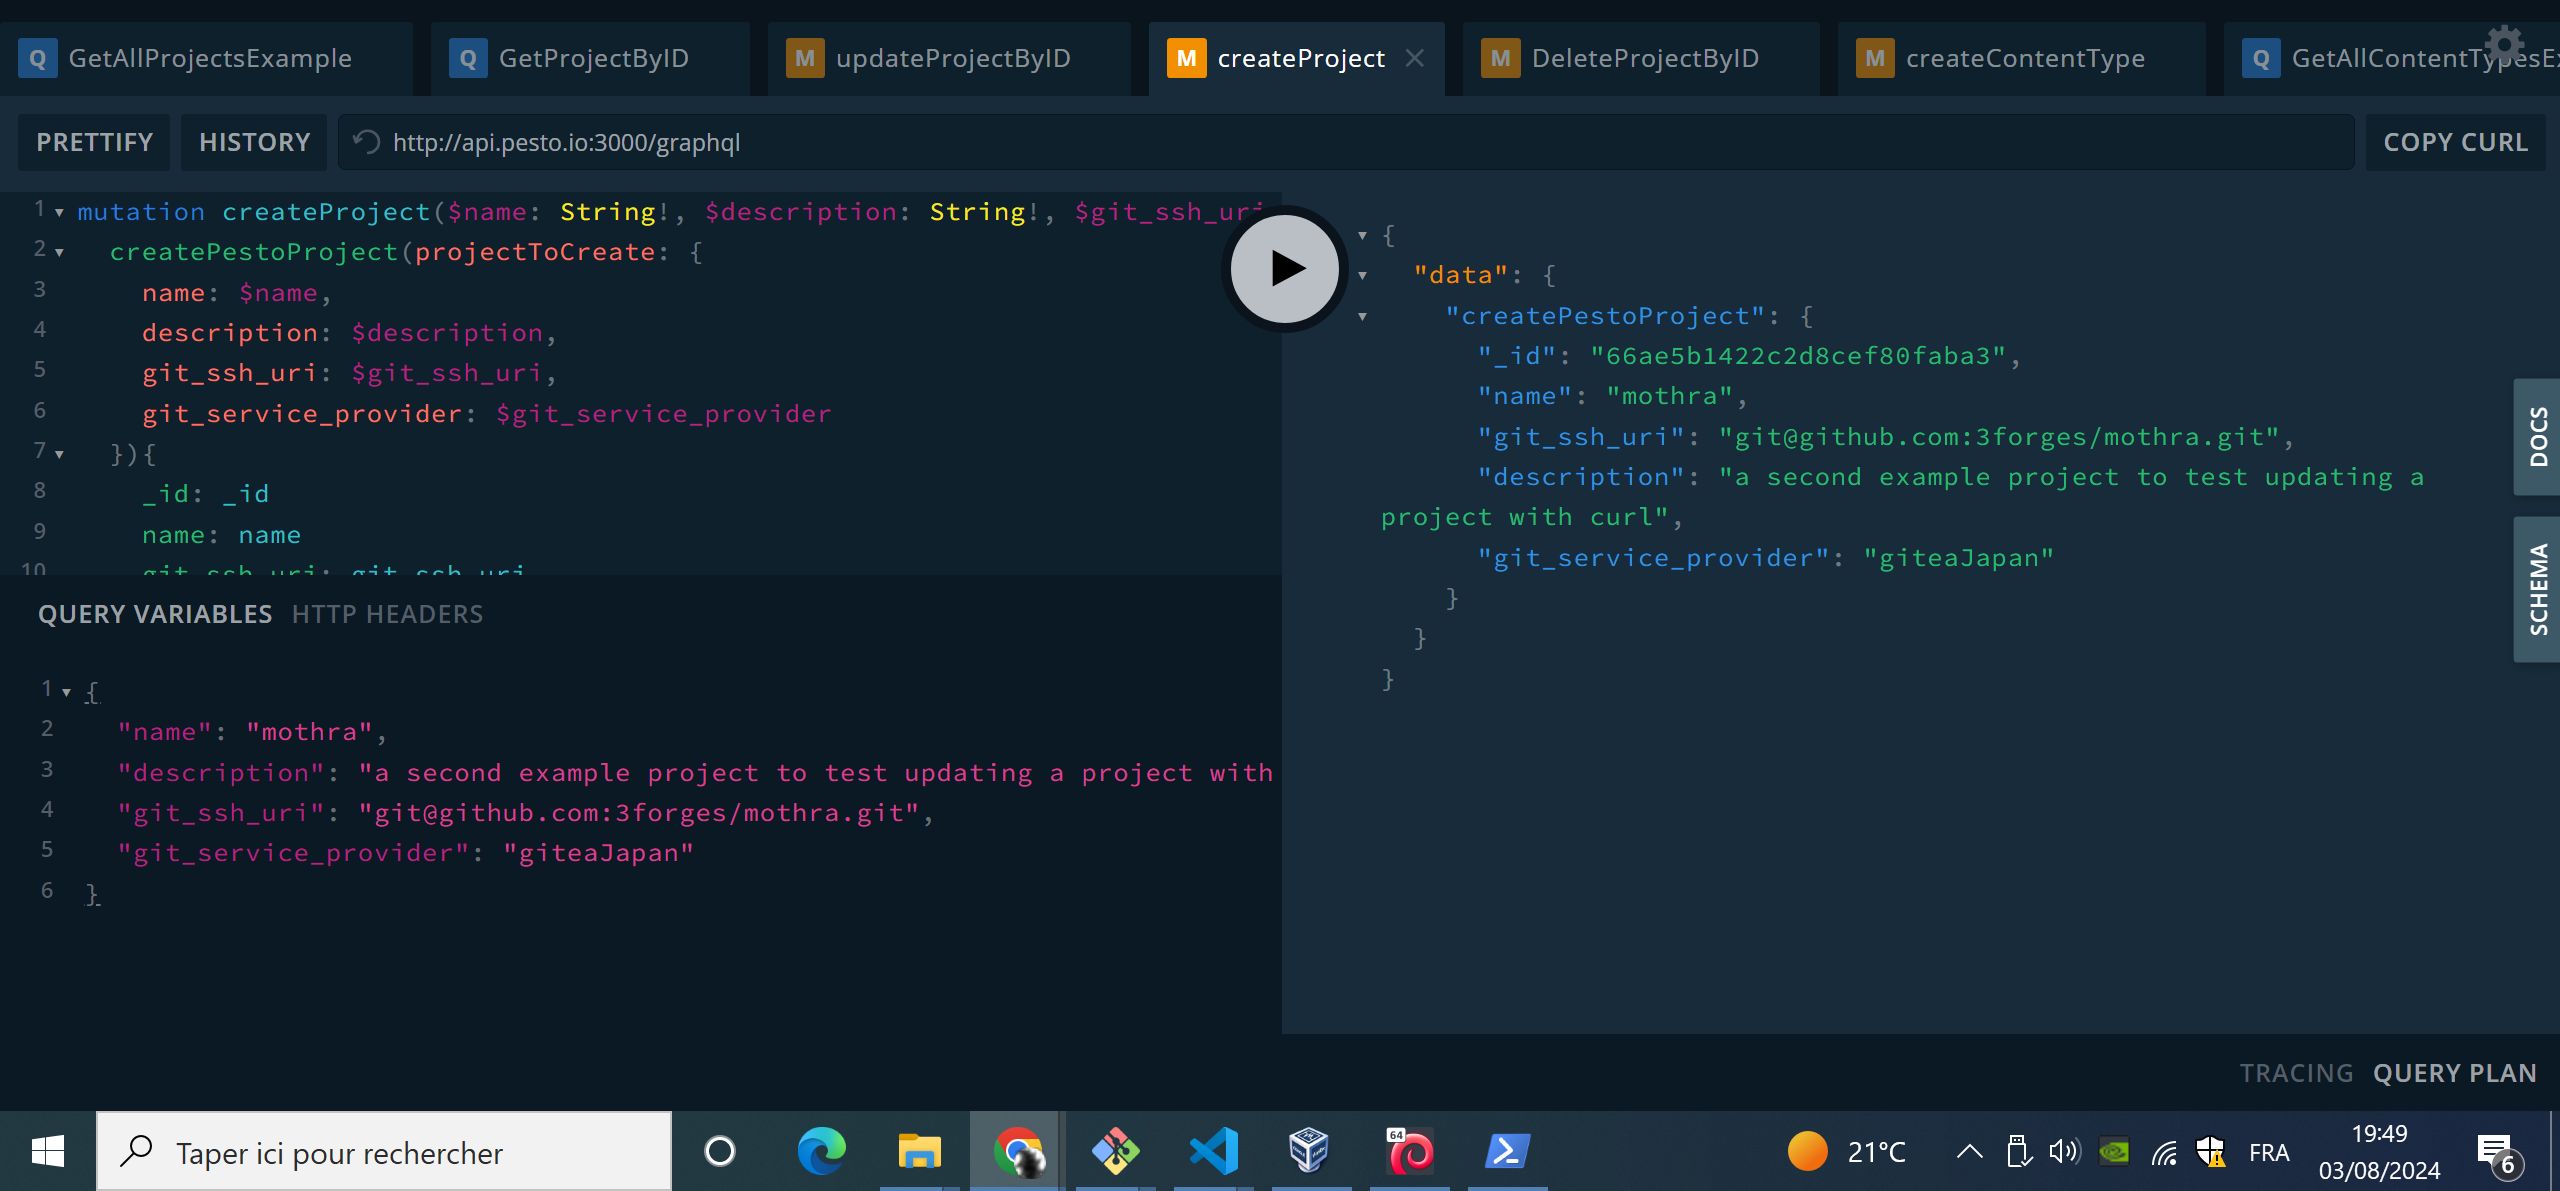 Q GetAllProjectsExample
Q GetProjectByID
M updateProjectByID
M createProject
M DeleteProjectByID
M createContentType
Q GetAllContentTypesEx
PRETTIFY
HISTORY
http://api.pesto.io:3000/graphql
COPY CURL
1 mutation createProject($name: String!, $description: String!, $git_ssh_uri
2 createPestoProject(projectToCreate: {
3 name: $name,
4 description: $description,
5 git_ssh_uri: $git_ssh_uri,
6 git_service_provider: $git_service_provider
7 }){
8 _id: _id
9 name: name
10 git_ssh_uri: git_ssh_uri
{
"data": {
"createPestoProject": {
"_id": "66ae5b1422c2d8cef80faba3",
"name": "mothra",
"git_ssh_uri": "git@github.com:3forges/mothra.git",
"description": "a second example project to test updating a
project with curl",
"git_service_provider": "giteaJapan"
}
}
}
DOCS
SCHEMA
QUERY VARIABLES HTTP HEADERS
1 {
2 "name": "mothra",
3 "description": "a second example project to test updating a project with
4 "git_ssh_uri": "git@github.com:3forges/mothra.git",
5 "git_service_provider": "giteaJapan"
6 }
TRACING QUERY PLAN
Taper ici pour rechercher
64
21°C
FRA
19:49
03/08/2024
6